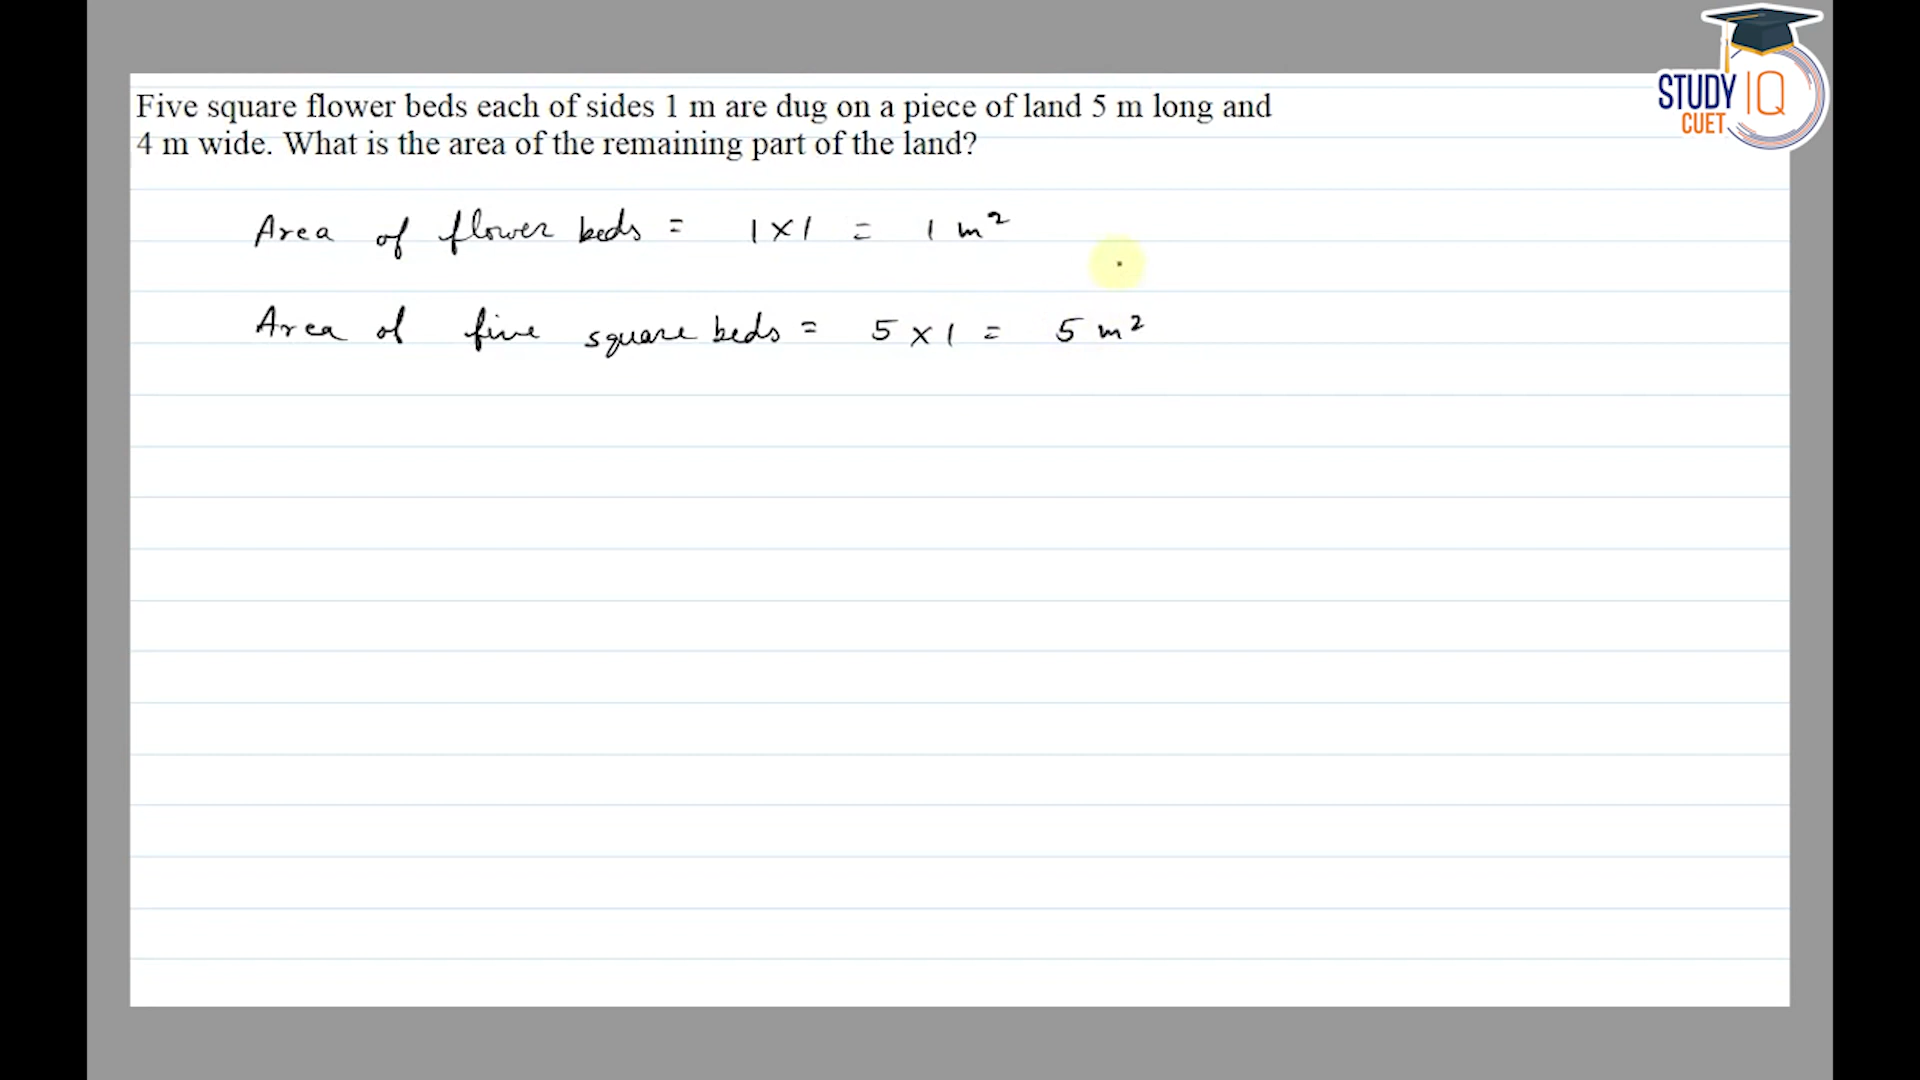 STUDY IQ
CUET
Five square flower beds each of sides 1 m are dug on a piece of land 5 m long and
4 m wide. What is the area of the remaining part of the land?
Area of flower beds = 1 × 1 = 1 m²
Area of five square beds = 5 × 1 = 5 m²